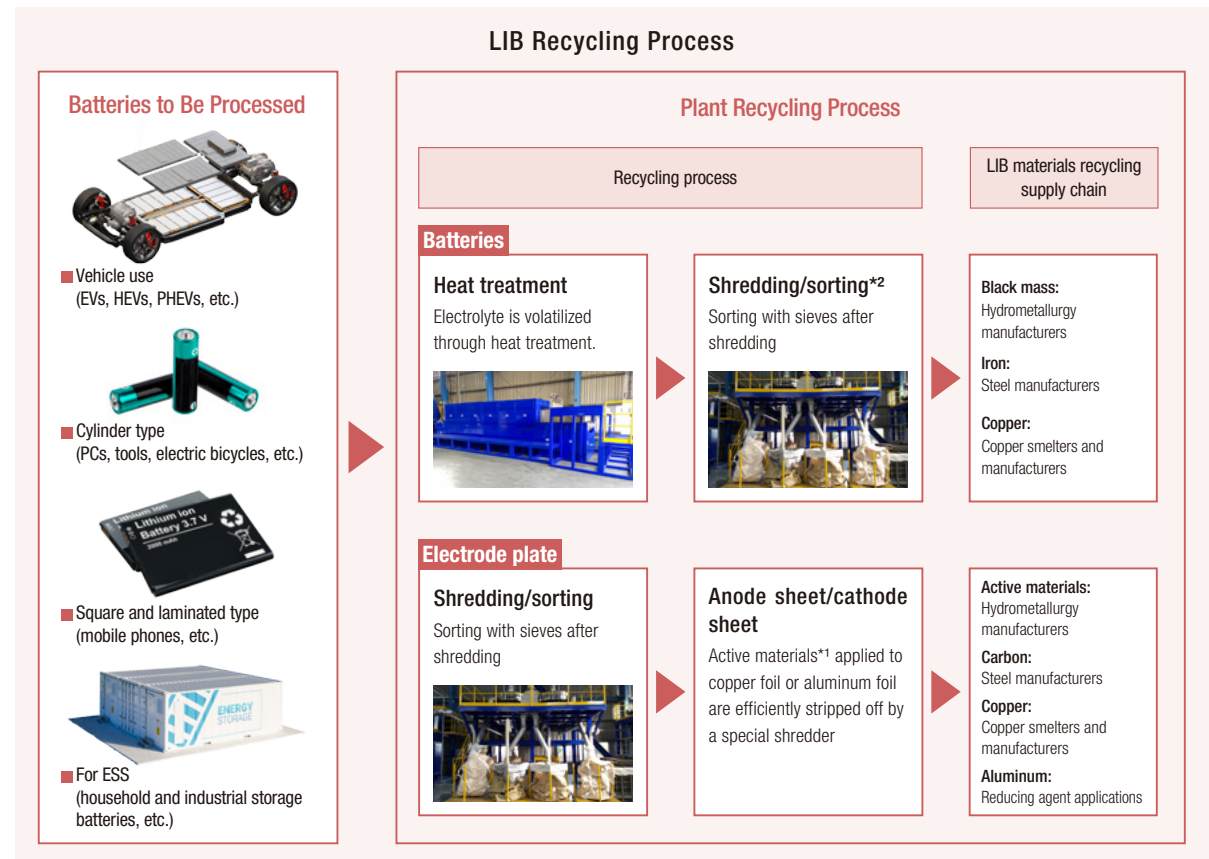 LIB Recycling Process
Batteries to Be Processed
Vehicle use
(EVs, HEVs, PHEVs, etc.)
Cylinder type
(PCs, tools, electric bicycles, etc.)
Lithium ion
Lithium ion
Battery 3.7 V
Square and laminated type
(mobile phones, etc.)
ENERGY
STORAGE
For ESS
(household and industrial storage
batteries, etc.)
Plant Recycling Process
Recycling process
LIB materials recycling
supply chain
Batteries
Heat treatment
Electrolyte is volatilized
through heat treatment.
Shredding/sorting*2
Sorting with sieves after
shredding
Black mass:
Hydrometallurgy
manufacturers
Iron:
Steel manufacturers
Copper:
Copper smelters and
manufacturers
Electrode plate
Shredding/sorting
Sorting with sieves after
shredding
Anode sheet/cathode
sheet
Active materials*1 applied to
copper foil or aluminum foil
are efficiently stripped off by
a special shredder
Active materials:
Hydrometallurgy
manufacturers
Carbon:
Steel manufacturers
Copper:
Copper smelters and
manufacturers
Aluminum:
Reducing agent applications